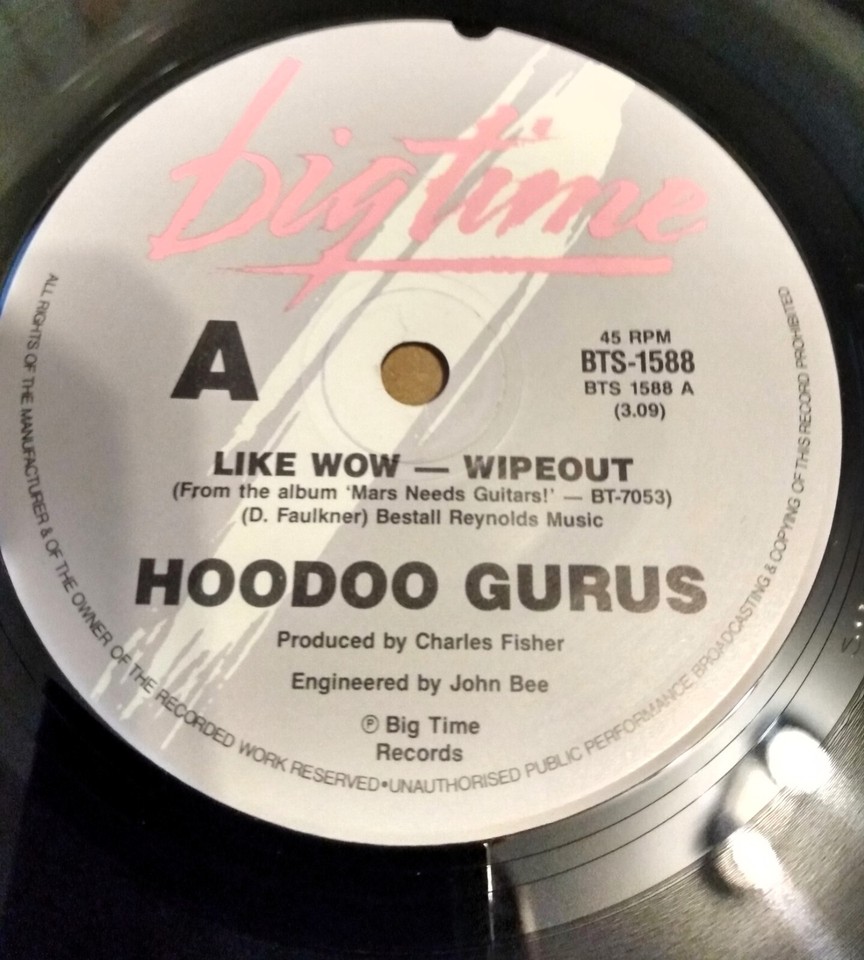 bigtime
A
45 RPM
BTS-1588
BTS 1588 A
(3.09)
LIKE WOW — WIPEOUT
(From the album ‘Mars Needs Guitars!’ — BT-7053)
(D. Faulkner) Bestall Reynolds Music
HOODOO GURUS
Produced by Charles Fisher
Engineered by John Bee
℗ Big Time
Records
ALL RIGHTS OF THE MANUFACTURER & OF THE OWNER OF THE RECORDED WORK RESERVED•UNAUTHORISED PUBLIC PERFORMANCE BROADCASTING & COPYING OF THIS RECORD PROHIBITED